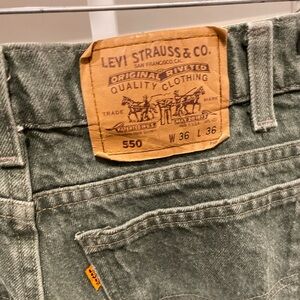 LEVI STRAUSS & CO.
SAN FRANCISCO, CAL.
ORIGINAL RIVETED
QUALITY CLOTHING
TRADE MARK
550 W 36 L 36